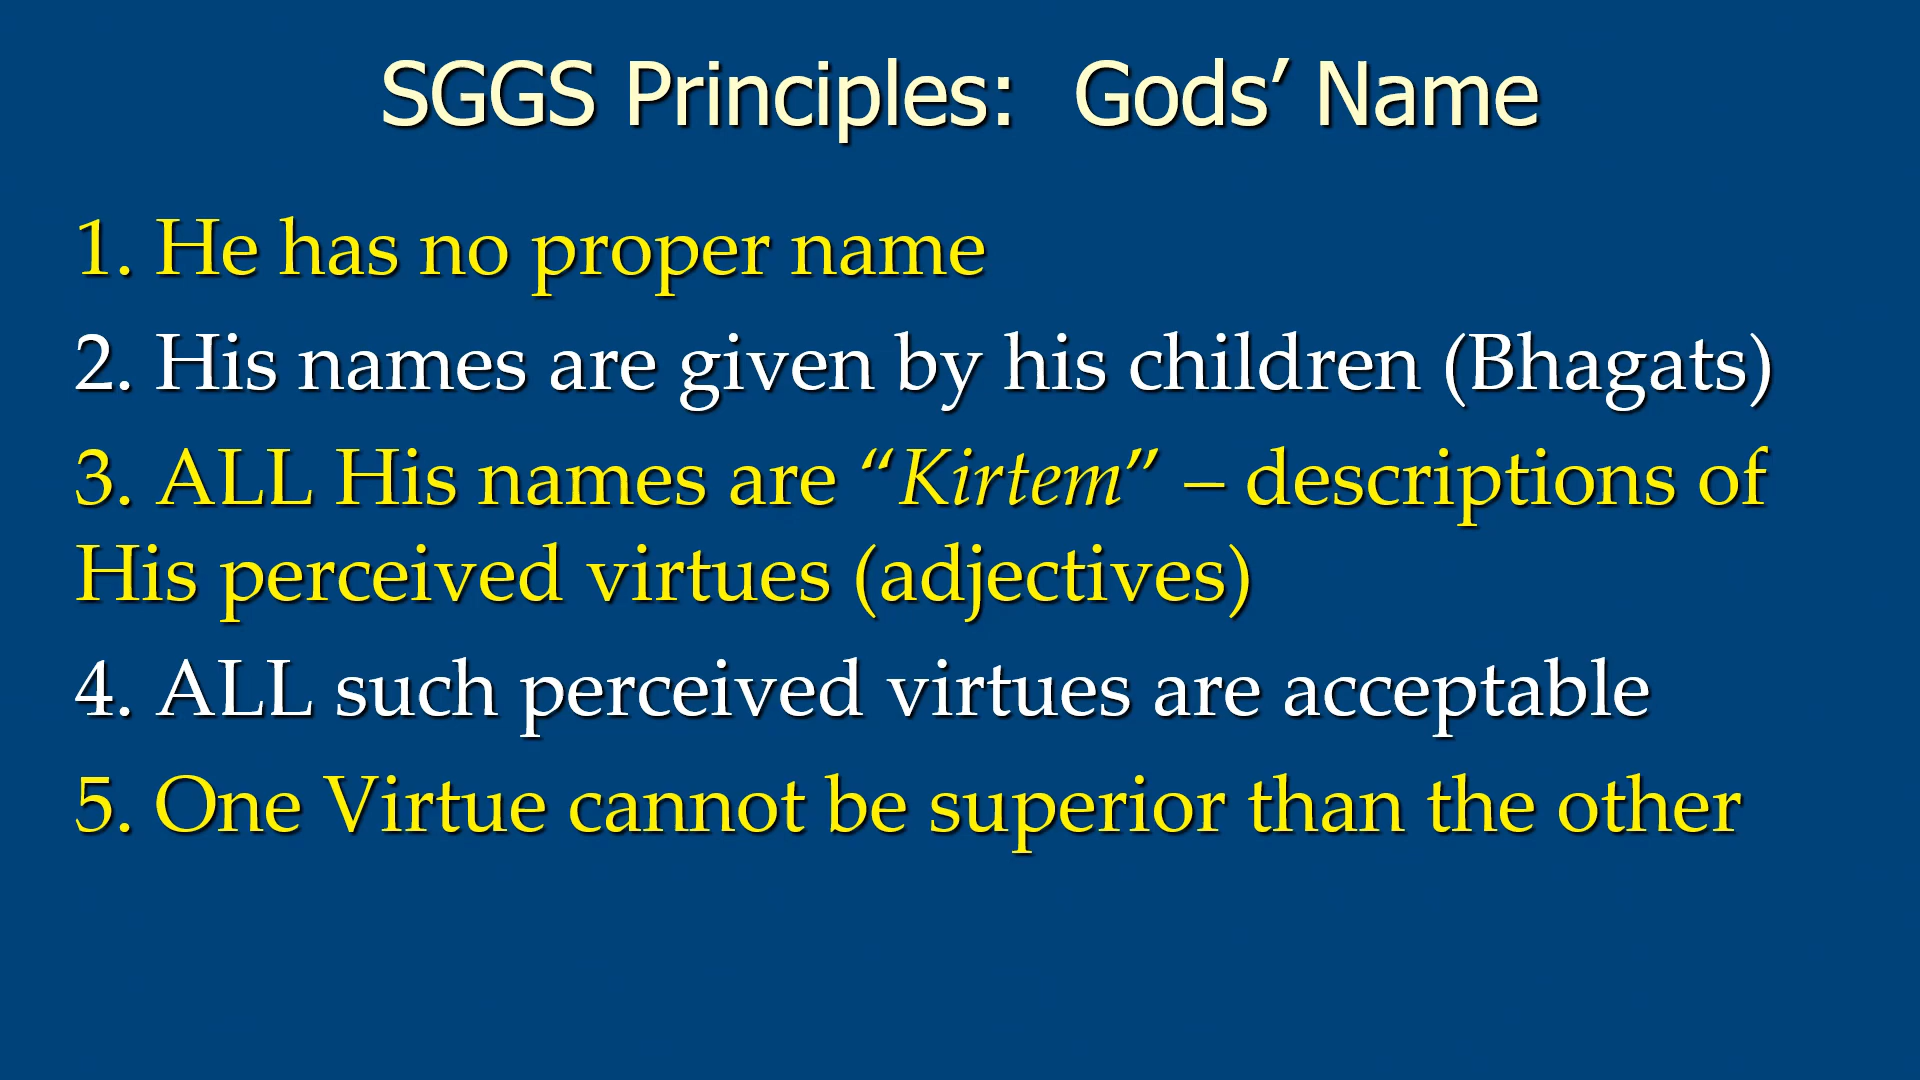 SGGS Principles:  Gods’ Name
1. He has no proper name
2. His names are given by his children (Bhagats)
3. ALL His names are “Kirtem” – descriptions of
His perceived virtues (adjectives)
4. ALL such perceived virtues are acceptable
5. One Virtue cannot be superior than the other